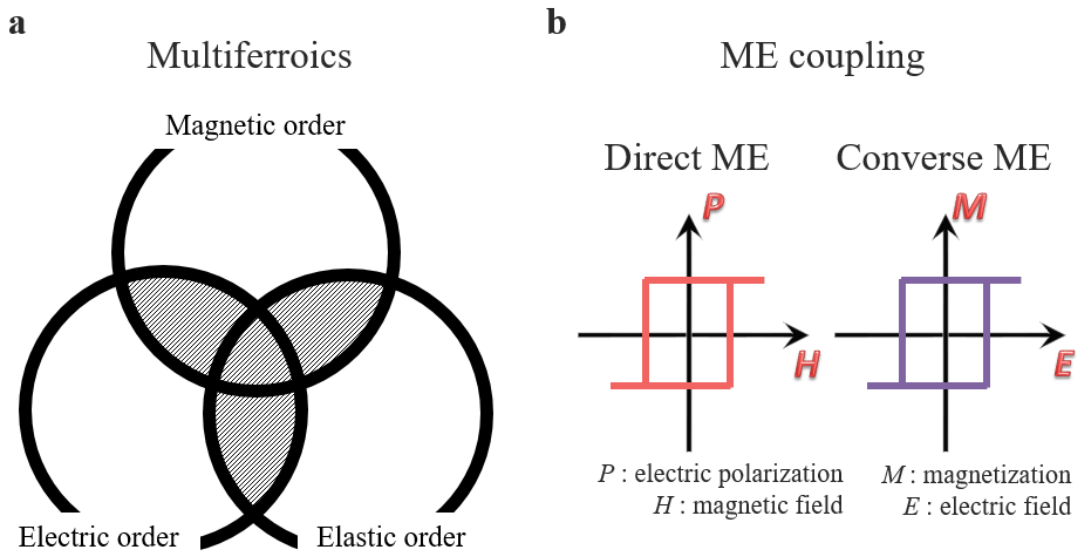 a
Multiferroics
Magnetic order
Electric order
Elastic order
b
ME coupling
Direct ME
Converse ME
P
H
M
E
P : electric polarization
H : magnetic field
M : magnetization
E : electric field